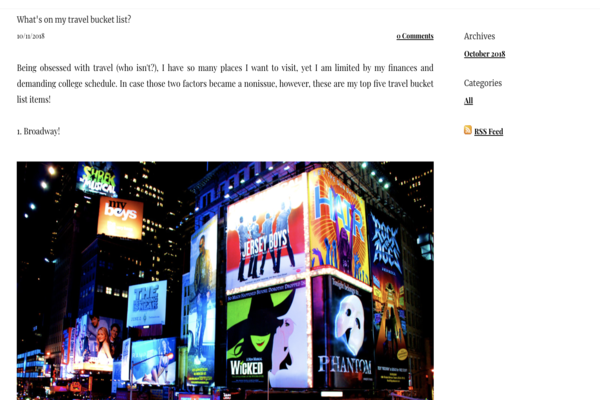 What's on my travel bucket list?
10/11/2018
0 Comments
Being obsessed with travel (who isn't?), I have so many places I want to visit, yet I am limited by my finances and
demanding college schedule. In case those two factors became a nonissue, however, these are my top five travel bucket
list items!
1. Broadway!
SHREK
THE MUSICAL
my
boys
JERSEY BOYS
HAIR
ROCK
OF AGES
WICKED
PHANTOM
Archives
October 2018
Categories
All
RSS Feed